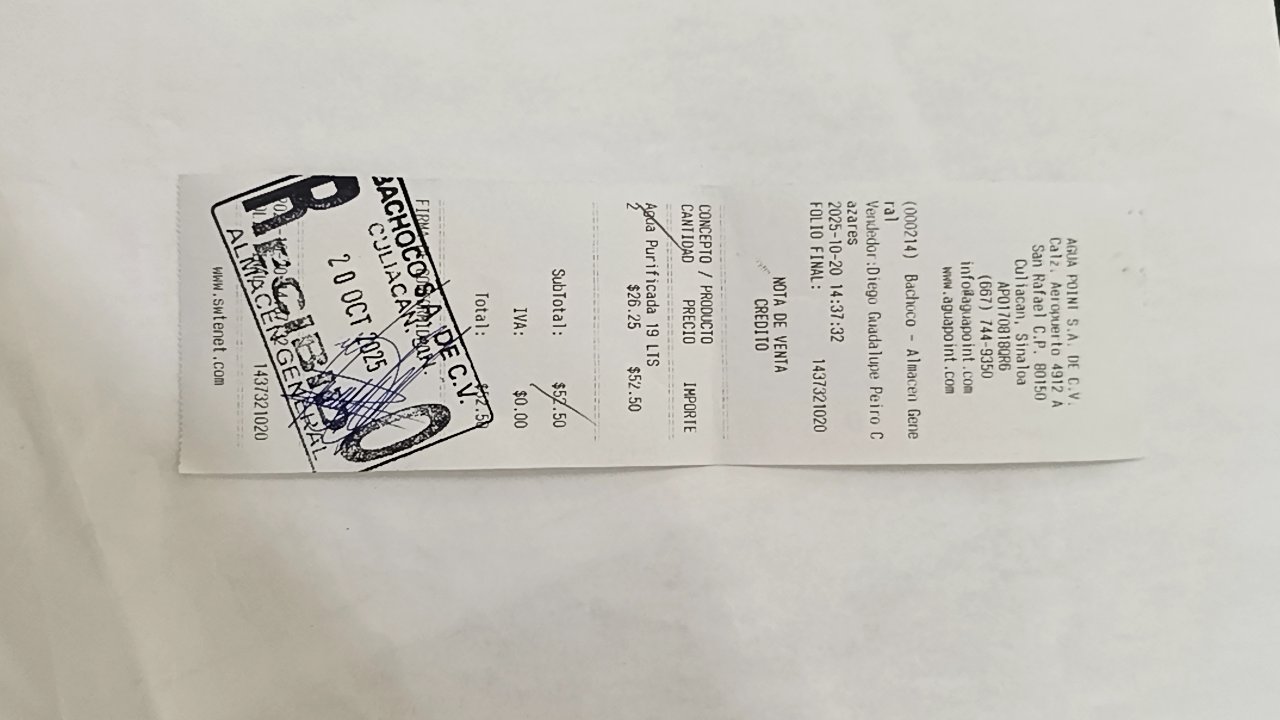 AGUA POINT S.A. DE C.V.
Calz. Aeropuerto 4912 A
San Rafael C.P. 80150
Culiacan, Sinaloa
APO170818QR6
(667) 744-9350
info@aguapoint.com
www.aguapoint.com
(000214) Bachoco - Almacen Gene
ral
Vendedor:Diego Guadalupe Peiro C
azares
2025-10-20 14:37:32
FOLIO FINAL: 1437321020
NOTA DE VENTA
CREDITO
CONCEPTO / PRODUCTO
CANTIDAD PRECIO IMPORTE
Agua Purificada 19 LTS
2 $26.25 $52.50
SubTotal: $52.50
IVA: $0.00
Total: $52.50
BACHOCO S.A. DE C.V.
CULIACAN.
20 OCT 2025
RECIBIDO
ALMACEN GENERAL
1437321020
www.swtenet.com